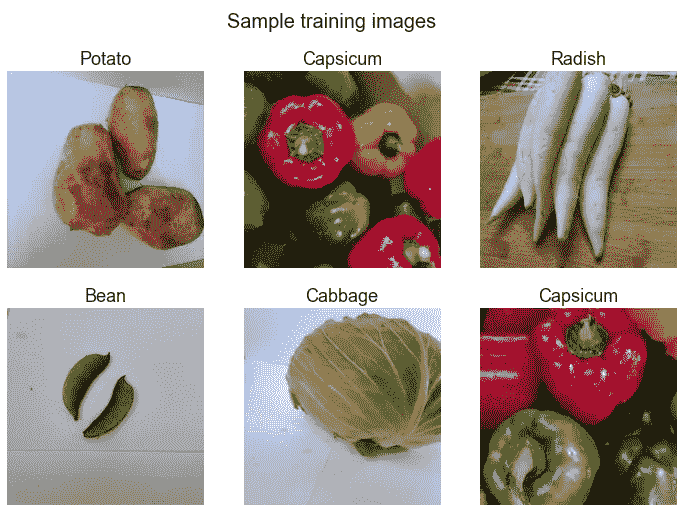 Sample training images
Potato
Capsicum
Radish
Bean
Cabbage
Capsicum